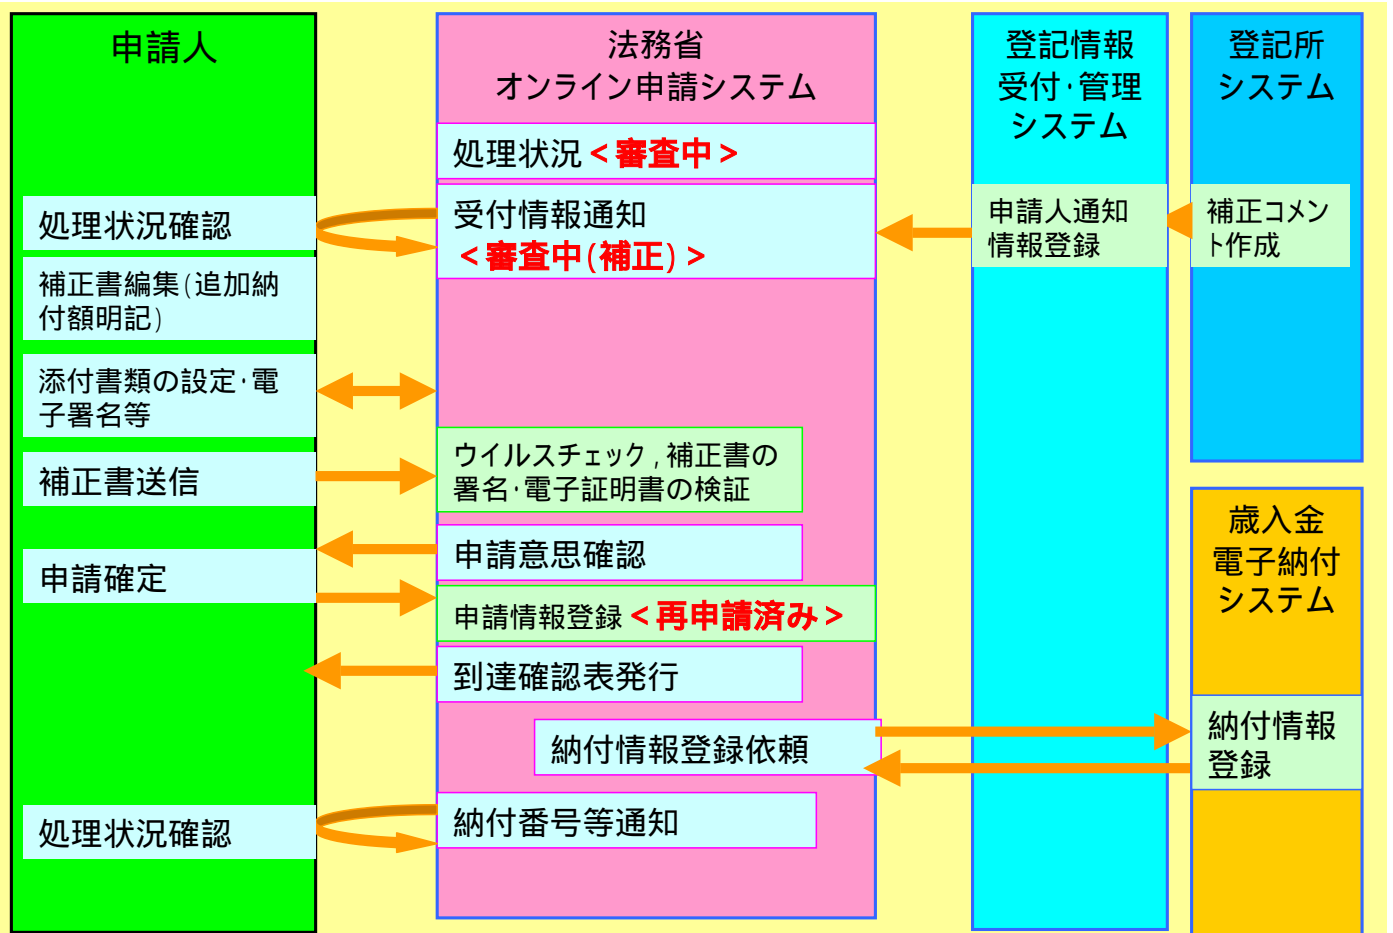 申請人
法務省
オンライン申請システム
登記情報
受付・管理
システム
登記所
システム
処理状況<審査中>
処理状況確認
受付情報通知
<審査中(補正)>
申請人通知
情報登録
補正コメン
ト作成
補正書編集(追加納
付額明記)
添付書類の設定・電
子署名等
補正書送信
ウイルスチェック,補正書の
署名・電子証明書の検証
申請意思確認
申請確定
申請情報登録<再申請済み>
到達確認表発行
歳入金
電子納付
システム
納付情報登録依頼
納付情報
登録
処理状況確認
納付番号等通知